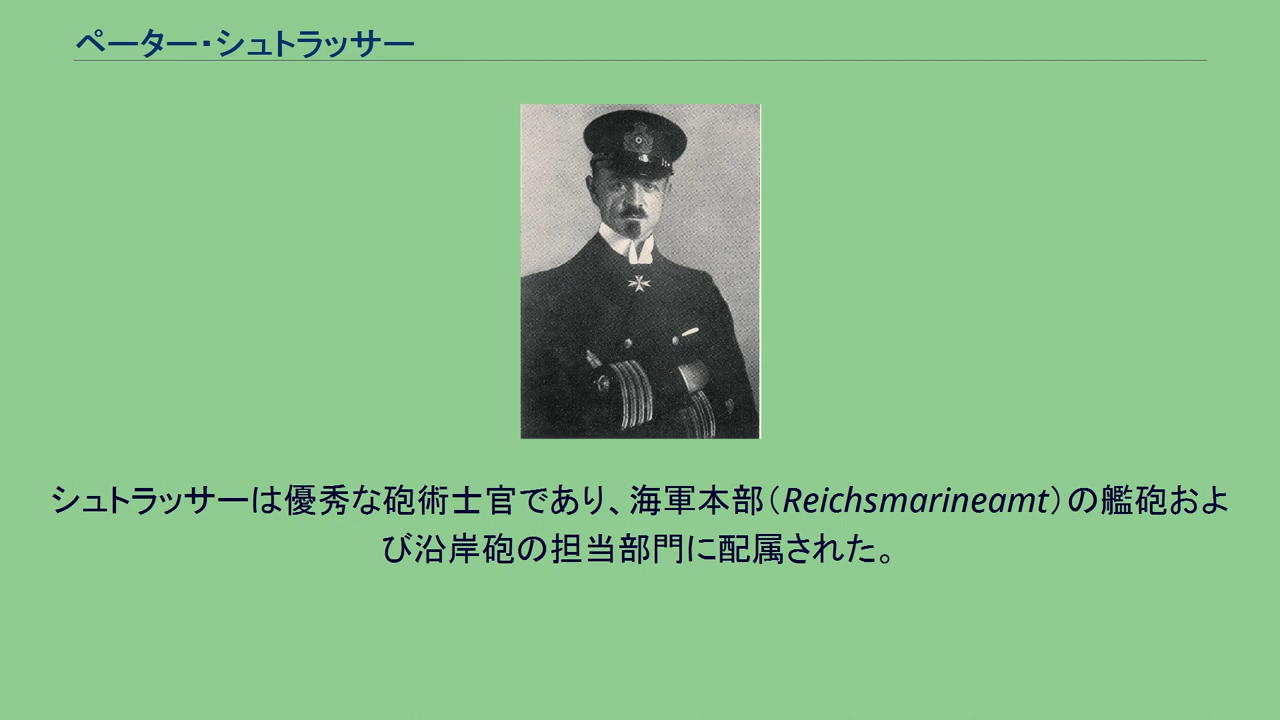 ペーター・シュトラッサー
シュトラッサーは優秀な砲術士官であり、海軍本部（Reichsmarineamt）の艦砲およ
び沿岸砲の担当部門に配属された。